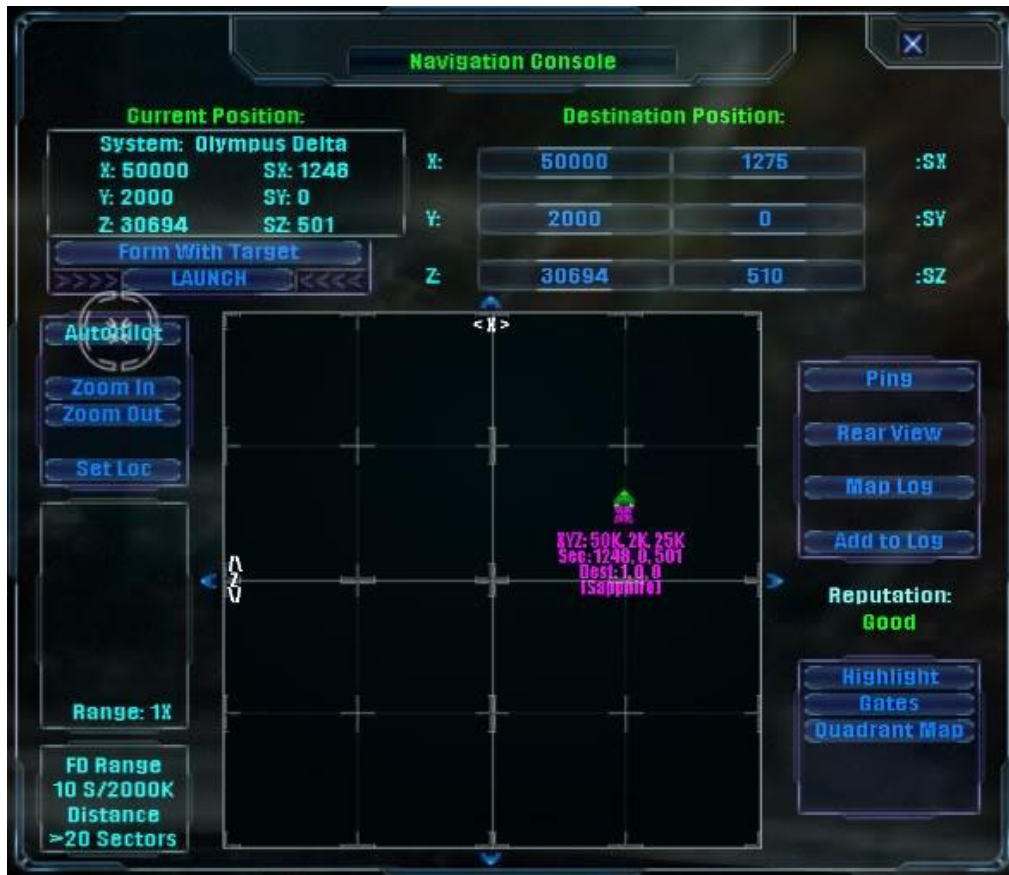 Navigation Console
Current Position:
System: Olympus Delta
X: 50000 SX: 1248
Y: 2000 SY: 0
Z: 30694 SZ: 501
Form With Target
LAUNCH
Destination Position:
X: 50000 1275 :SX
Y: 2000 0 :SY
Z: 30694 510 :SZ
Autopilot
Zoom In
Zoom Out
Set Loc
Range: 1X
FD Range
10 S/2000K
Distance
>20 Sectors
< X >
/\
Z
\/
XYZ: 50K, 2K, 25K
Sec: 1248, 0, 501
Dest: 1, 0, 0
[Sapphire]
Ping
Rear View
Map Log
Add to Log
Reputation:
Good
Highlight
Gates
Quadrant Map